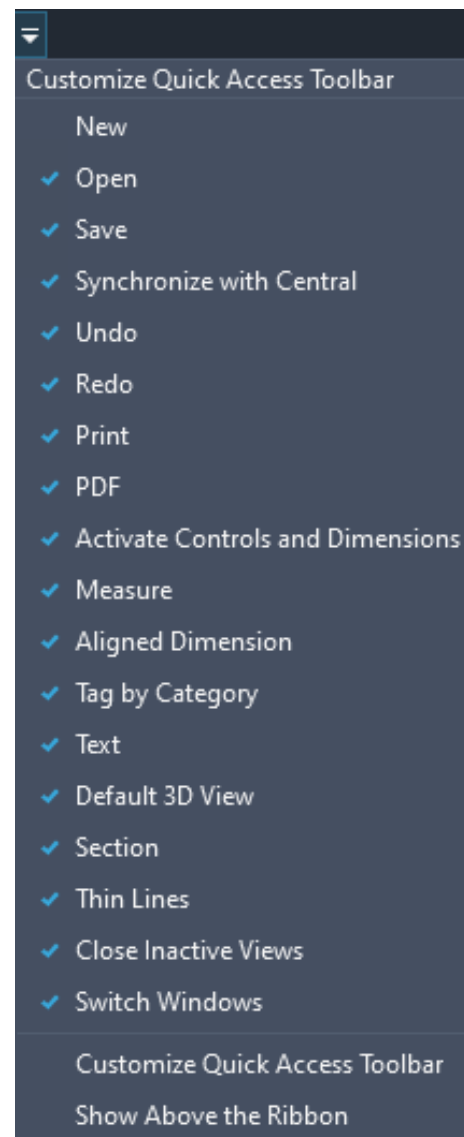 Customize Quick Access Toolbar
New
Open
Save
Synchronize with Central
Undo
Redo
Print
PDF
Activate Controls and Dimensions
Measure
Aligned Dimension
Tag by Category
Text
Default 3D View
Section
Thin Lines
Close Inactive Views
Switch Windows
Customize Quick Access Toolbar
Show Above the Ribbon